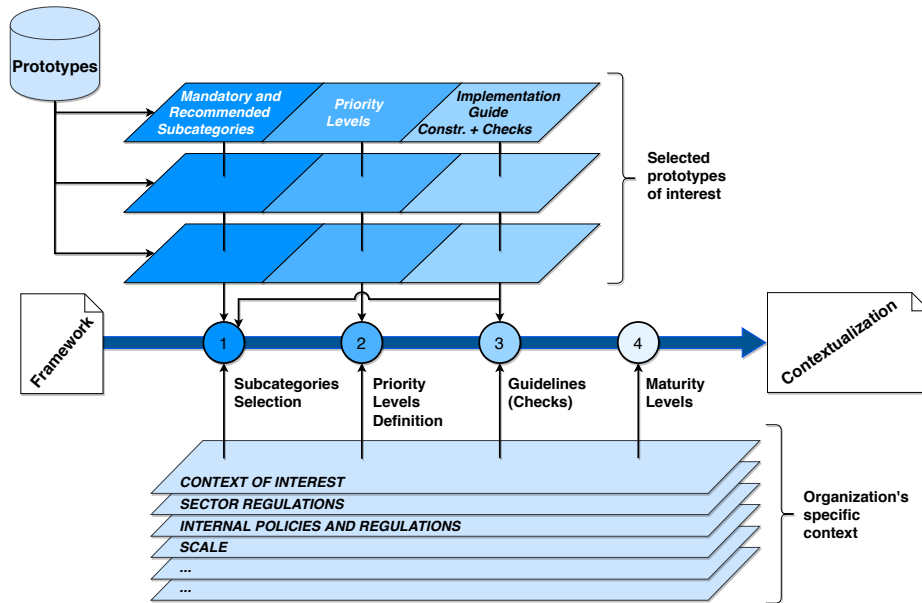 Prototypes
Mandatory and
Recommended
Subcategories
Priority
Levels
Implementation
Guide
Constr. + Checks
Selected
prototypes
of interest
Framework
1
2
3
4
Contextualization
Subcategories
Selection
Priority
Levels
Definition
Guidelines
(Checks)
Maturity
Levels
CONTEXT OF INTEREST
SECTOR REGULATIONS
INTERNAL POLICIES AND REGULATIONS
SCALE
...
...
Organization's
specific
context